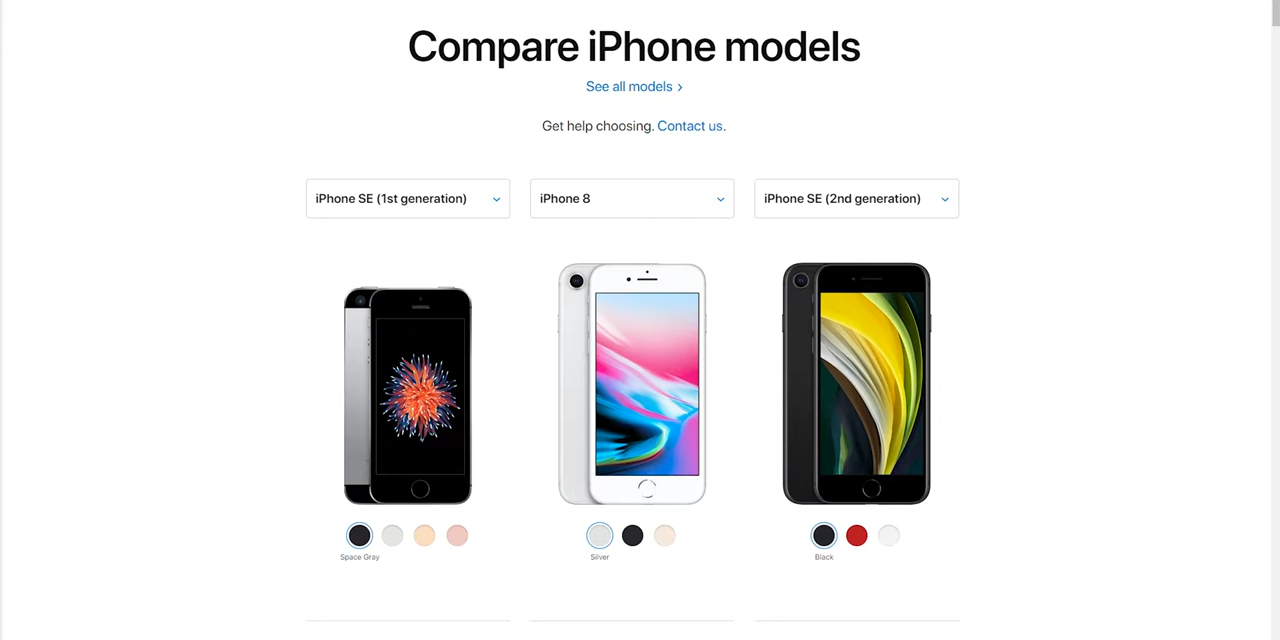 Compare iPhone models
See all models >
Get help choosing. Contact us.
iPhone SE (1st generation)
iPhone 8
iPhone SE (2nd generation)
Space Gray
Silver
Black